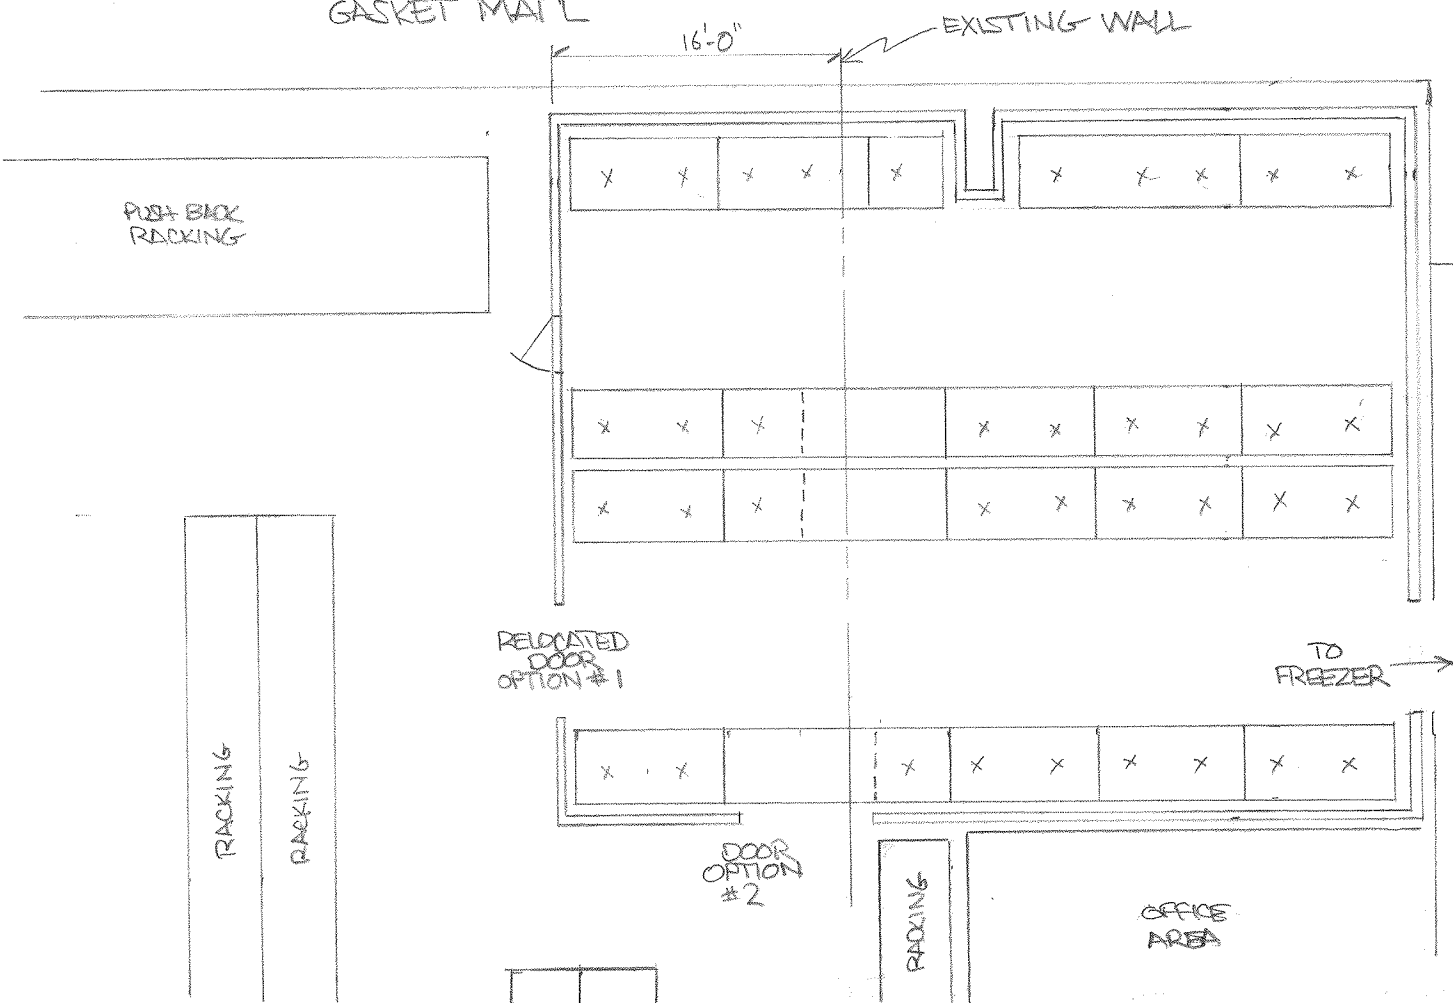 GASKET MAIL
16'-0"
EXISTING WALL
PUSH BACK
RACKING
RELOCATED
DOOR
OPTION #1
TO
FREEZER
RACKING
RACKING
DOOR
OPTION
#2
RACKING
OFFICE
AREA